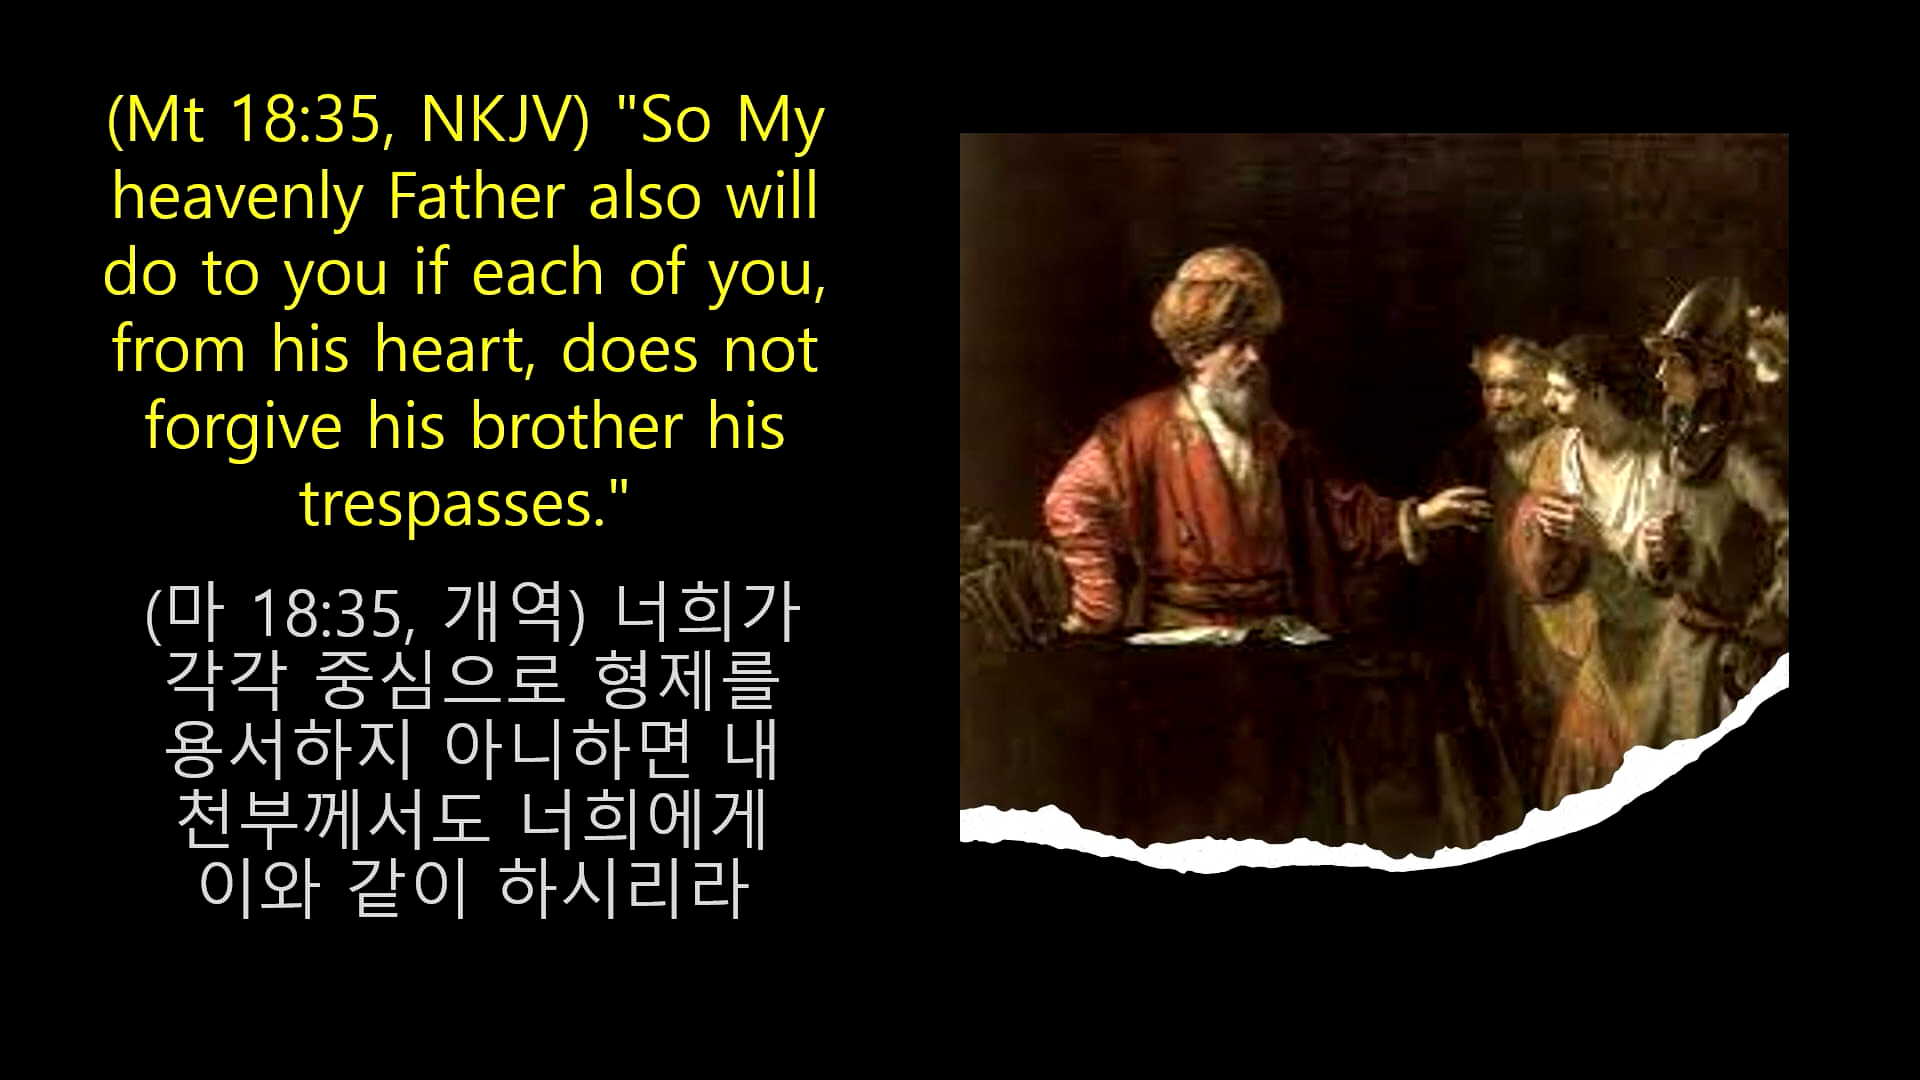 (Mt 18:35, NKJV) "So My
heavenly Father also will
do to you if each of you,
from his heart, does not
forgive his brother his
trespasses."
(마 18:35, 개역) 너희가
각각 중심으로 형제를
용서하지 아니하면 내
천부께서도 너희에게
이와 같이 하시리라